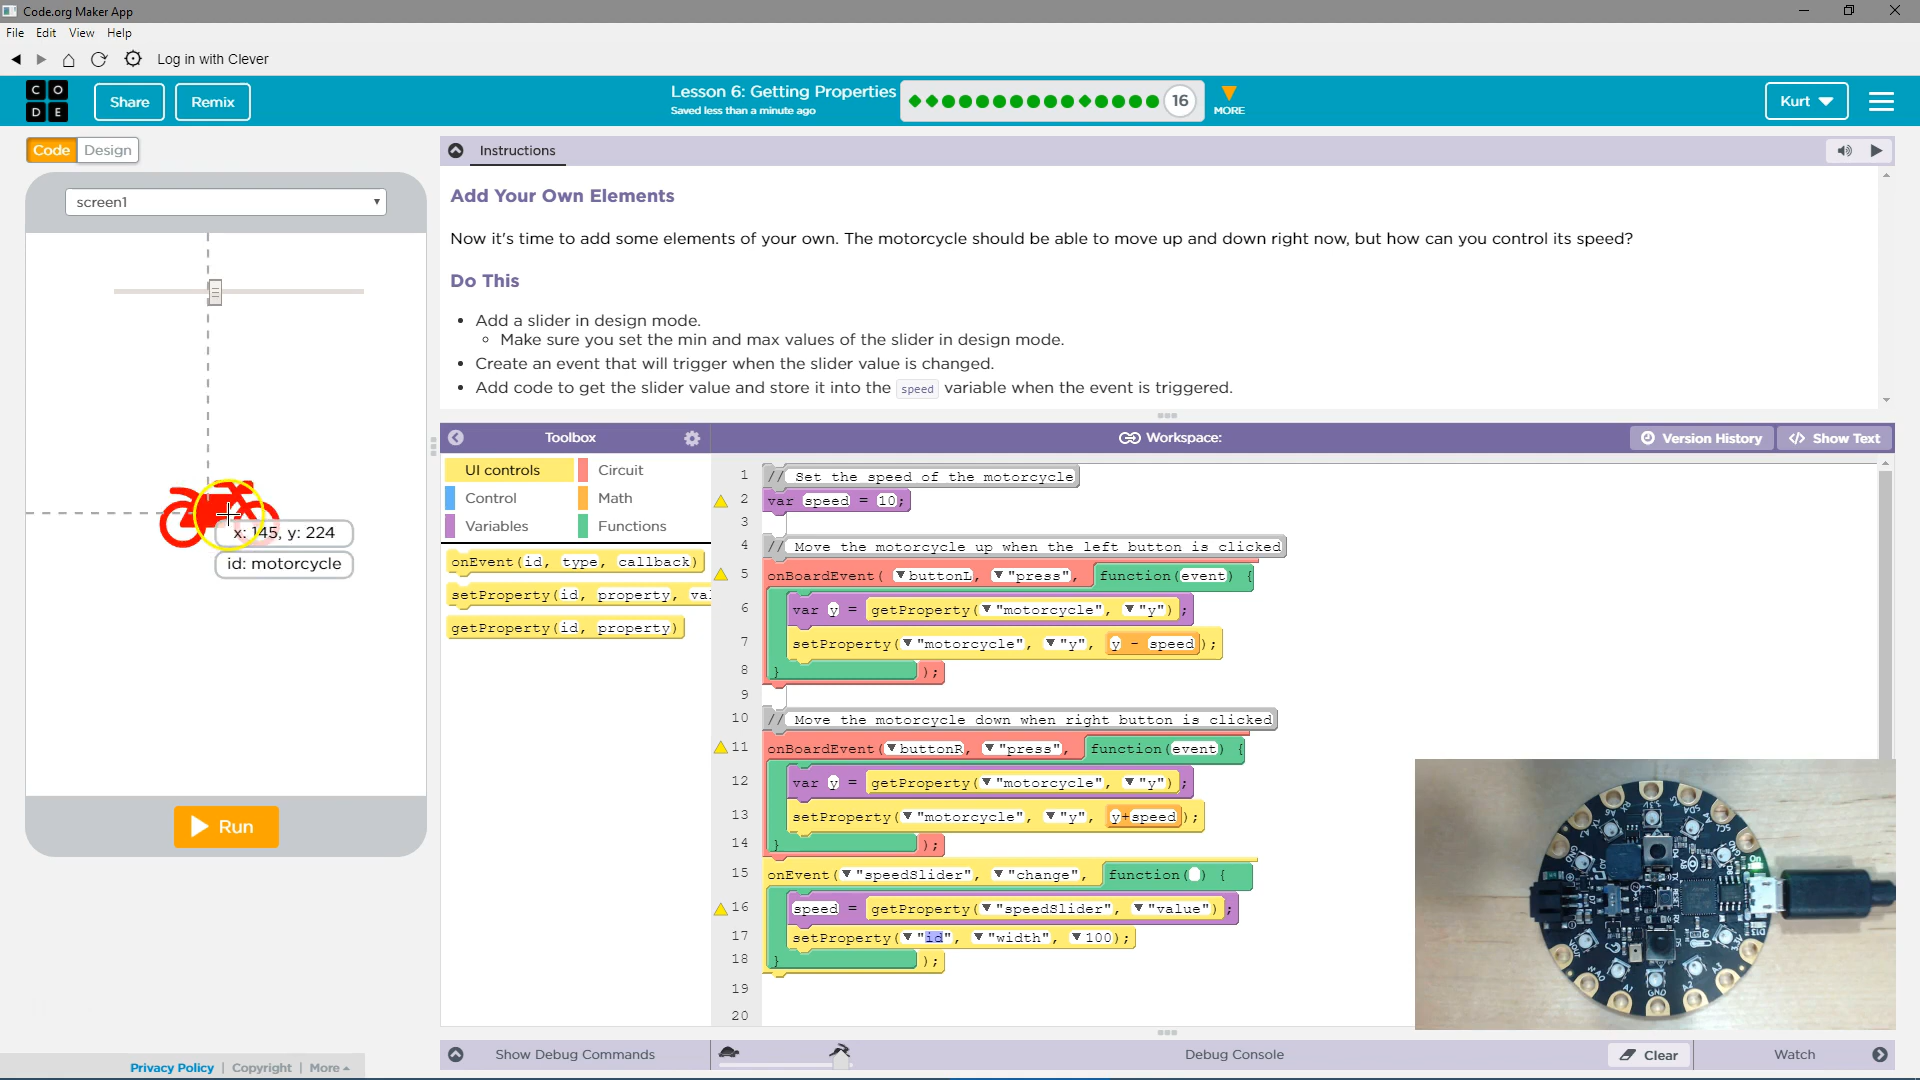 Code.org Maker App
File Edit View Help
Log in with Clever
C O D E
Share
Remix
Lesson 6: Getting Properties
Saved less than a minute ago
16
MORE
Kurt
Code
Design
Instructions
screen1
Add Your Own Elements
Now it's time to add some elements of your own. The motorcycle should be able to move up and down right now, but how can you control its speed?
Do This
Add a slider in design mode.
Make sure you set the min and max values of the slider in design mode.
Create an event that will trigger when the slider value is changed.
Add code to get the slider value and store it into the speed variable when the event is triggered.
x: 145, y: 224
id: motorcycle
Run
Toolbox
Workspace:
Version History
</> Show Text
UI controls
Circuit
Control
Math
Variables
Functions
onEvent(id, type, callback)
setProperty(id, property, val
getProperty(id, property)
1 // Set the speed of the motorcycle
2 var speed = 10;
3
4 // Move the motorcycle up when the left button is clicked
5 onBoardEvent( buttonL, "press", function(event) {
6 var y = getProperty("motorcycle", "y");
7 setProperty("motorcycle", "y", y - speed);
8 } );
9
10 // Move the motorcycle down when right button is clicked
11 onBoardEvent(buttonR, "press", function(event) {
12 var y = getProperty("motorcycle", "y");
13 setProperty("motorcycle", "y", y+speed);
14 } );
15 onEvent("speedSlider", "change", function( ) {
16 speed = getProperty("speedSlider", "value");
17 setProperty("id", "width", 100);
18 } );
19
20
Show Debug Commands
Debug Console
Clear
Watch
Privacy Policy | Copyright | More